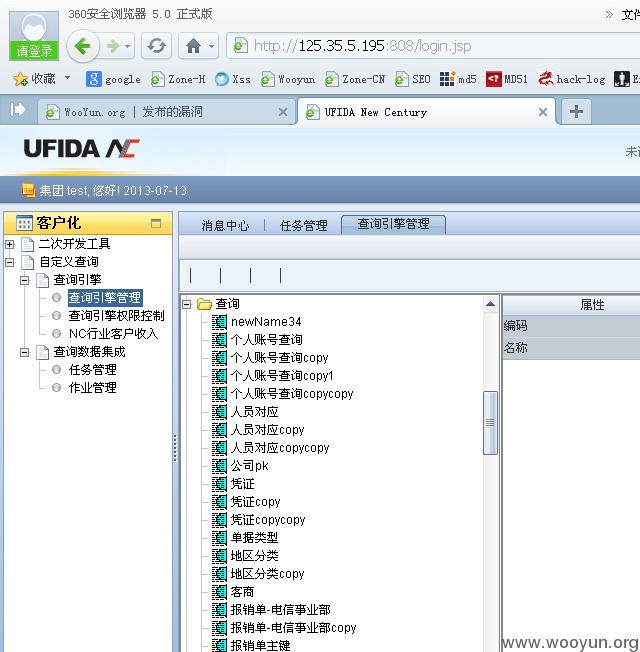 360安全浏览器 5.0 正式版
» 文件
请登录
http://125.35.5.195:808/login.jsp
收藏 google Zone-H Xss Wooyun Zone-CN SEO md5 MD51 hack-log
WooYun.org | 发布的漏洞 UFIDA New Century
UFIDA NC
集团 test, 您好! 2013-07-13
客户化
消息中心 任务管理 查询引擎管理
二次开发工具
自定义查询
查询引擎
查询引擎管理
查询引擎权限控制
NC行业客户收入
查询数据集成
任务管理
作业管理
查询
newName34
个人账号查询
个人账号查询copy
个人账号查询copy1
个人账号查询copycopy
人员对应
人员对应copy
人员对应copycopy
公司pk
凭证
凭证copy
凭证copycopy
单据类型
地区分类
地区分类copy
客商
报销单-电信事业部
报销单-电信事业部copy
报销单主键
属性
编码
名称
www.wooyun.org